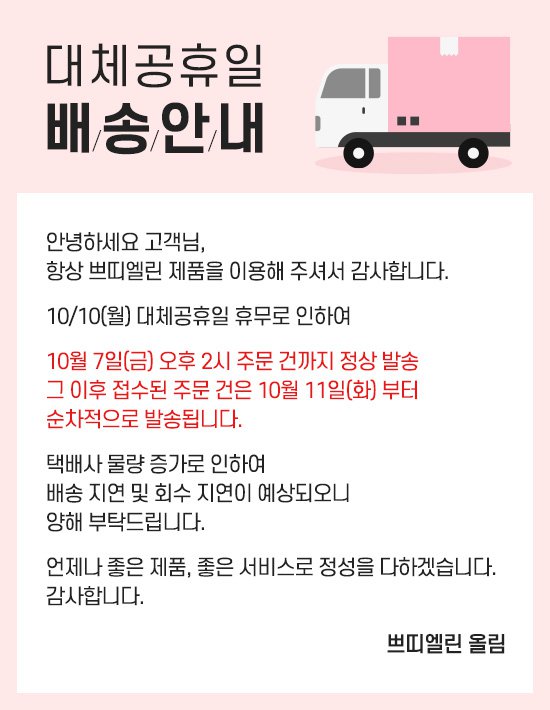 대체공휴일
배/송/안/내
안녕하세요 고객님,
항상 쁘띠엘린 제품을 이용해 주셔서 감사합니다.
10/10(월) 대체공휴일 휴무로 인하여
10월 7일(금) 오후 2시 주문 건까지 정상 발송
그 이후 접수된 주문 건은 10월 11일(화) 부터
순차적으로 발송됩니다.
택배사 물량 증가로 인하여
배송 지연 및 회수 지연이 예상되오니
양해 부탁드립니다.
언제나 좋은 제품, 좋은 서비스로 정성을 다하겠습니다.
감사합니다.
쁘띠엘린 올림